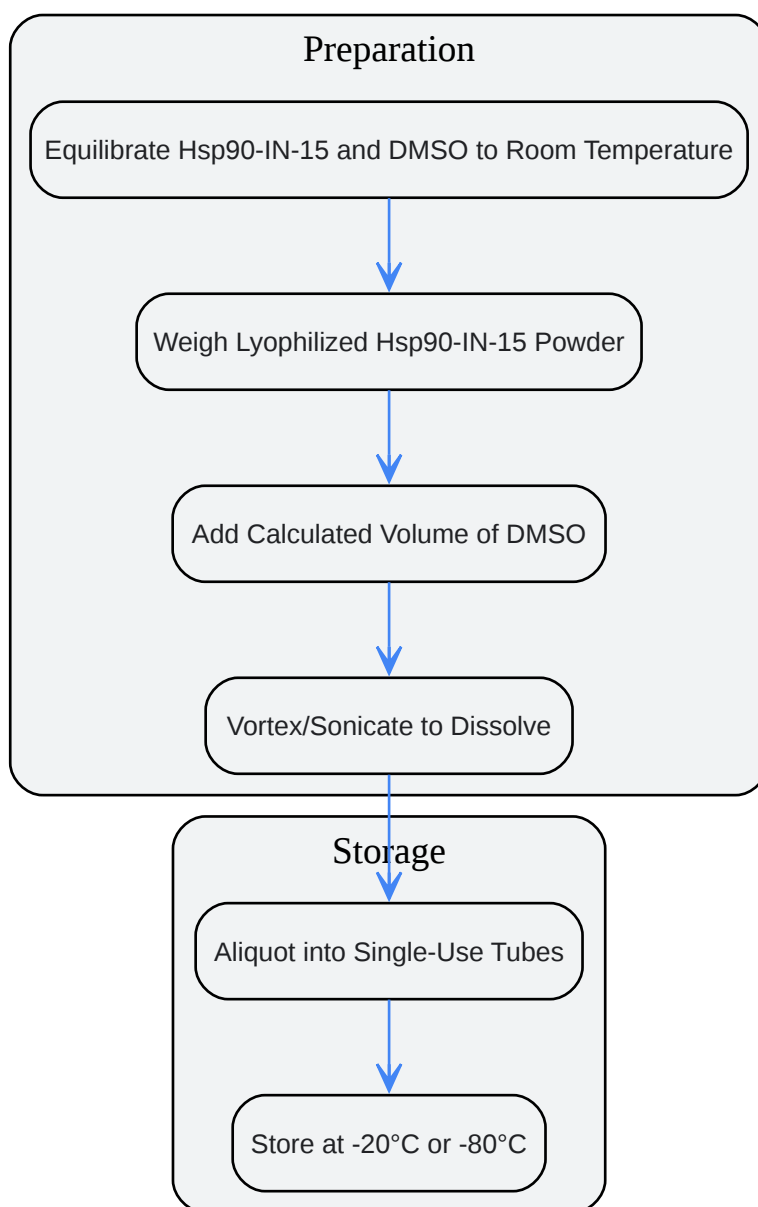 Preparation
Equilibrate Hsp90-IN-15 and DMSO to Room Temperature
Weigh Lyophilized Hsp90-IN-15 Powder
Add Calculated Volume of DMSO
Vortex/Sonicate to Dissolve
Storage
Aliquot into Single-Use Tubes
Store at -20°C or -80°C